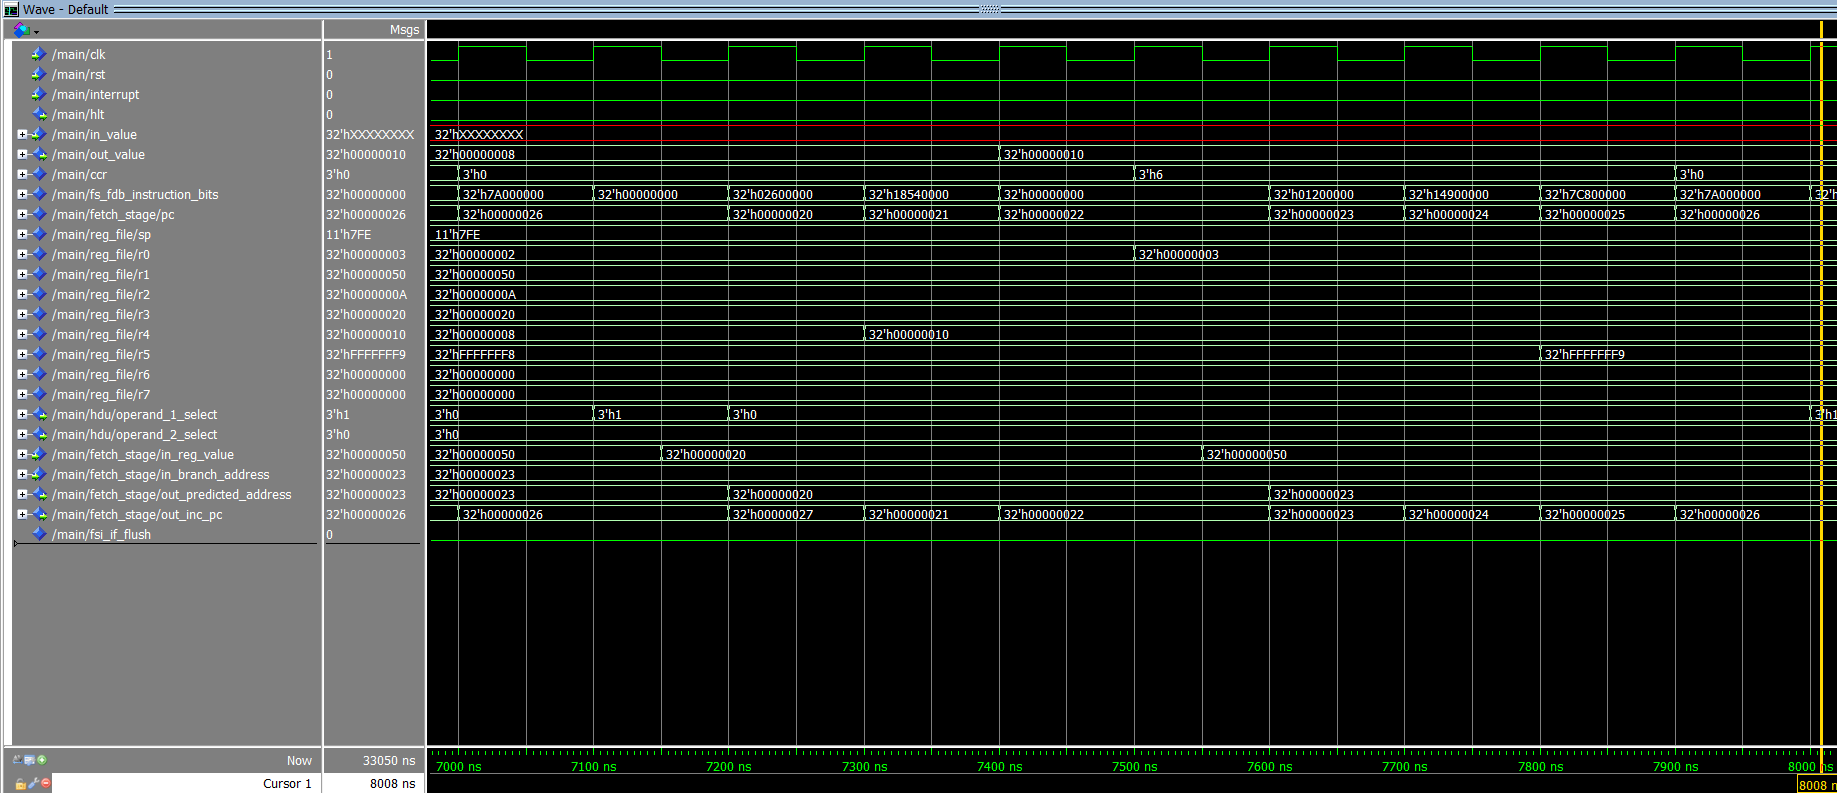 Wave - Default
Msgs
/main/clk 1
/main/rst 0
/main/interrupt 0
/main/hlt 0
/main/in_value 32'hXXXXXXXX 32'hXXXXXXXX
/main/out_value 32'h00000010 32'h00000008 32'h00000010
/main/ccr 3'h0 3'h0 3'h6 3'h0
/main/fs_fdb_instruction_bits 32'h00000000 32'h7A000000 32'h00000000 32'h02600000 32'h18540000 32'h00000000 32'h01200000 32'h14900000 32'h7C800000 32'h7A000000 32'h
/main/fetch_stage/pc 32'h00000026 32'h00000026 32'h00000020 32'h00000021 32'h00000022 32'h00000023 32'h00000024 32'h00000025 32'h00000026
/main/reg_file/sp 11'h7FE 11'h7FE
/main/reg_file/r0 32'h00000003 32'h00000002 32'h00000003
/main/reg_file/r1 32'h00000050 32'h00000050
/main/reg_file/r2 32'h0000000A 32'h0000000A
/main/reg_file/r3 32'h00000020 32'h00000020
/main/reg_file/r4 32'h00000010 32'h00000008 32'h00000010
/main/reg_file/r5 32'hFFFFFFF9 32'hFFFFFFF8 32'hFFFFFFF9
/main/reg_file/r6 32'h00000000 32'h00000000
/main/reg_file/r7 32'h00000000 32'h00000000
/main/hdu/operand_1_select 3'h1 3'h0 3'h1 3'h0 3'h1
/main/hdu/operand_2_select 3'h0 3'h0
/main/fetch_stage/in_reg_value 32'h00000050 32'h00000050 32'h00000020 32'h00000050
/main/fetch_stage/in_branch_address 32'h00000023 32'h00000023
/main/fetch_stage/out_predicted_address 32'h00000023 32'h00000023 32'h00000020 32'h00000023
/main/fetch_stage/out_inc_pc 32'h00000026 32'h00000026 32'h00000027 32'h00000021 32'h00000022 32'h00000023 32'h00000024 32'h00000025 32'h00000026
/main/fsi_if_flush 0
Now 33050 ns 7000 ns 7100 ns 7200 ns 7300 ns 7400 ns 7500 ns 7600 ns 7700 ns 7800 ns 7900 ns 8000 ns
Cursor 1 8008 ns 8008 n